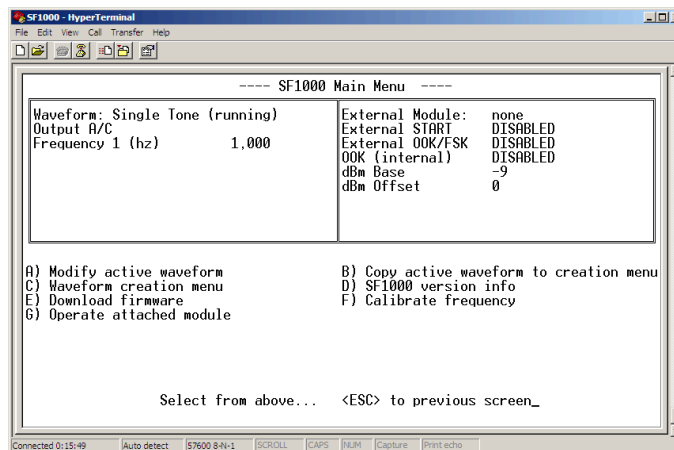 SF1000 - HyperTerminal
File Edit View Call Transfer Help
---- SF1000 Main Menu ----
Waveform: Single Tone (running)
Output A/C
Frequency 1 (hz) 1,000
External Module: none
External START DISABLED
External OOK/FSK DISABLED
OOK (internal) DISABLED
dBm Base -9
dBm Offset 0
A) Modify active waveform
B) Copy active waveform to creation menu
C) Waveform creation menu
D) SF1000 version info
E) Download firmware
F) Calibrate frequency
G) Operate attached module
Select from above... <ESC> to previous screen_
Connected 0:15:49 Auto detect 57600 8-N-1 SCROLL CAPS NUM Capture Print echo